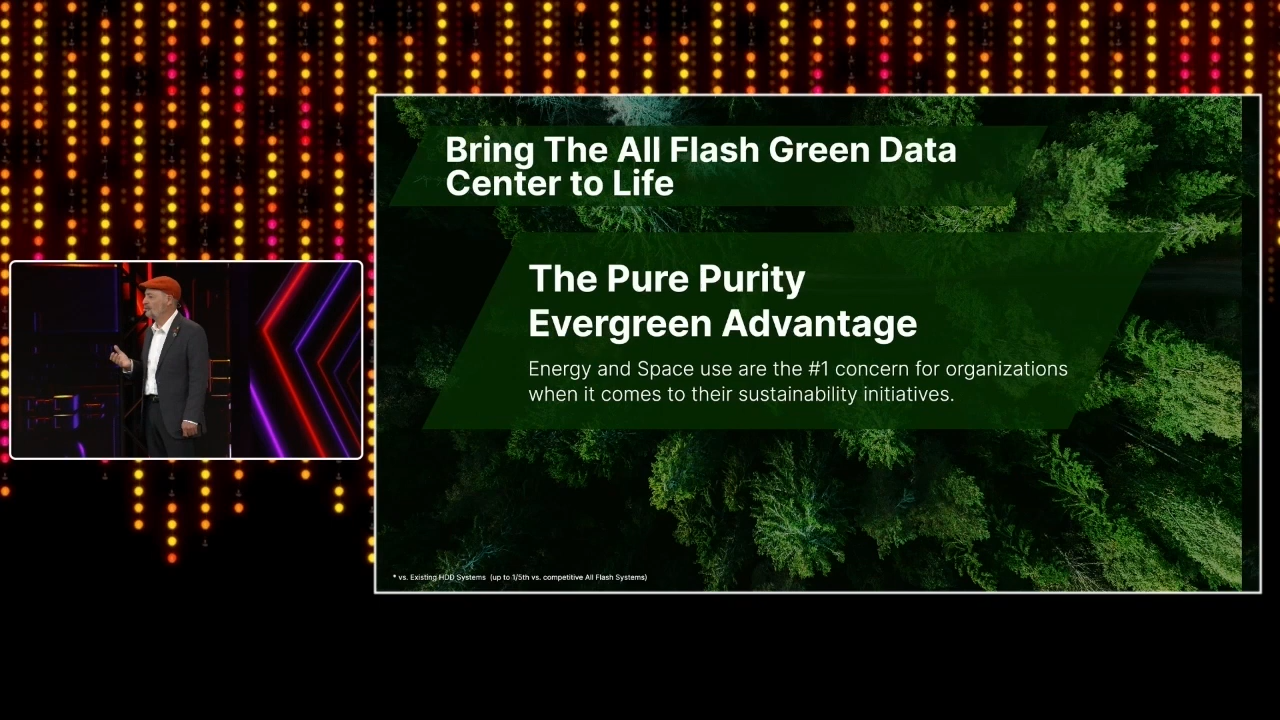 Bring The All Flash Green Data
Center to Life
The Pure Purity
Evergreen Advantage
Energy and Space use are the #1 concern for organizations
when it comes to their sustainability initiatives.
* vs. Existing HDD Systems (up to 1/5th vs. competitive All Flash Systems)